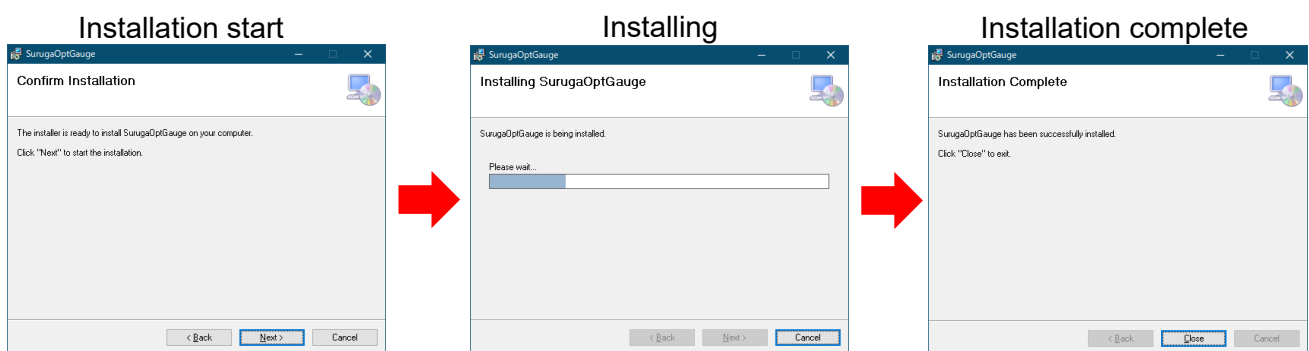 Installation start
SurugaOptGauge
Confirm Installation
The installer is ready to install SurugaOptGauge on your computer.
Click "Next" to start the installation.
< Back
Next >
Cancel
Installing
SurugaOptGauge
Installing SurugaOptGauge
SurugaOptGauge is being installed.
Please wait...
< Back
Next >
Cancel
Installation complete
SurugaOptGauge
Installation Complete
SurugaOptGauge has been successfully installed.
Click "Close" to exit.
< Back
Close
Cancel